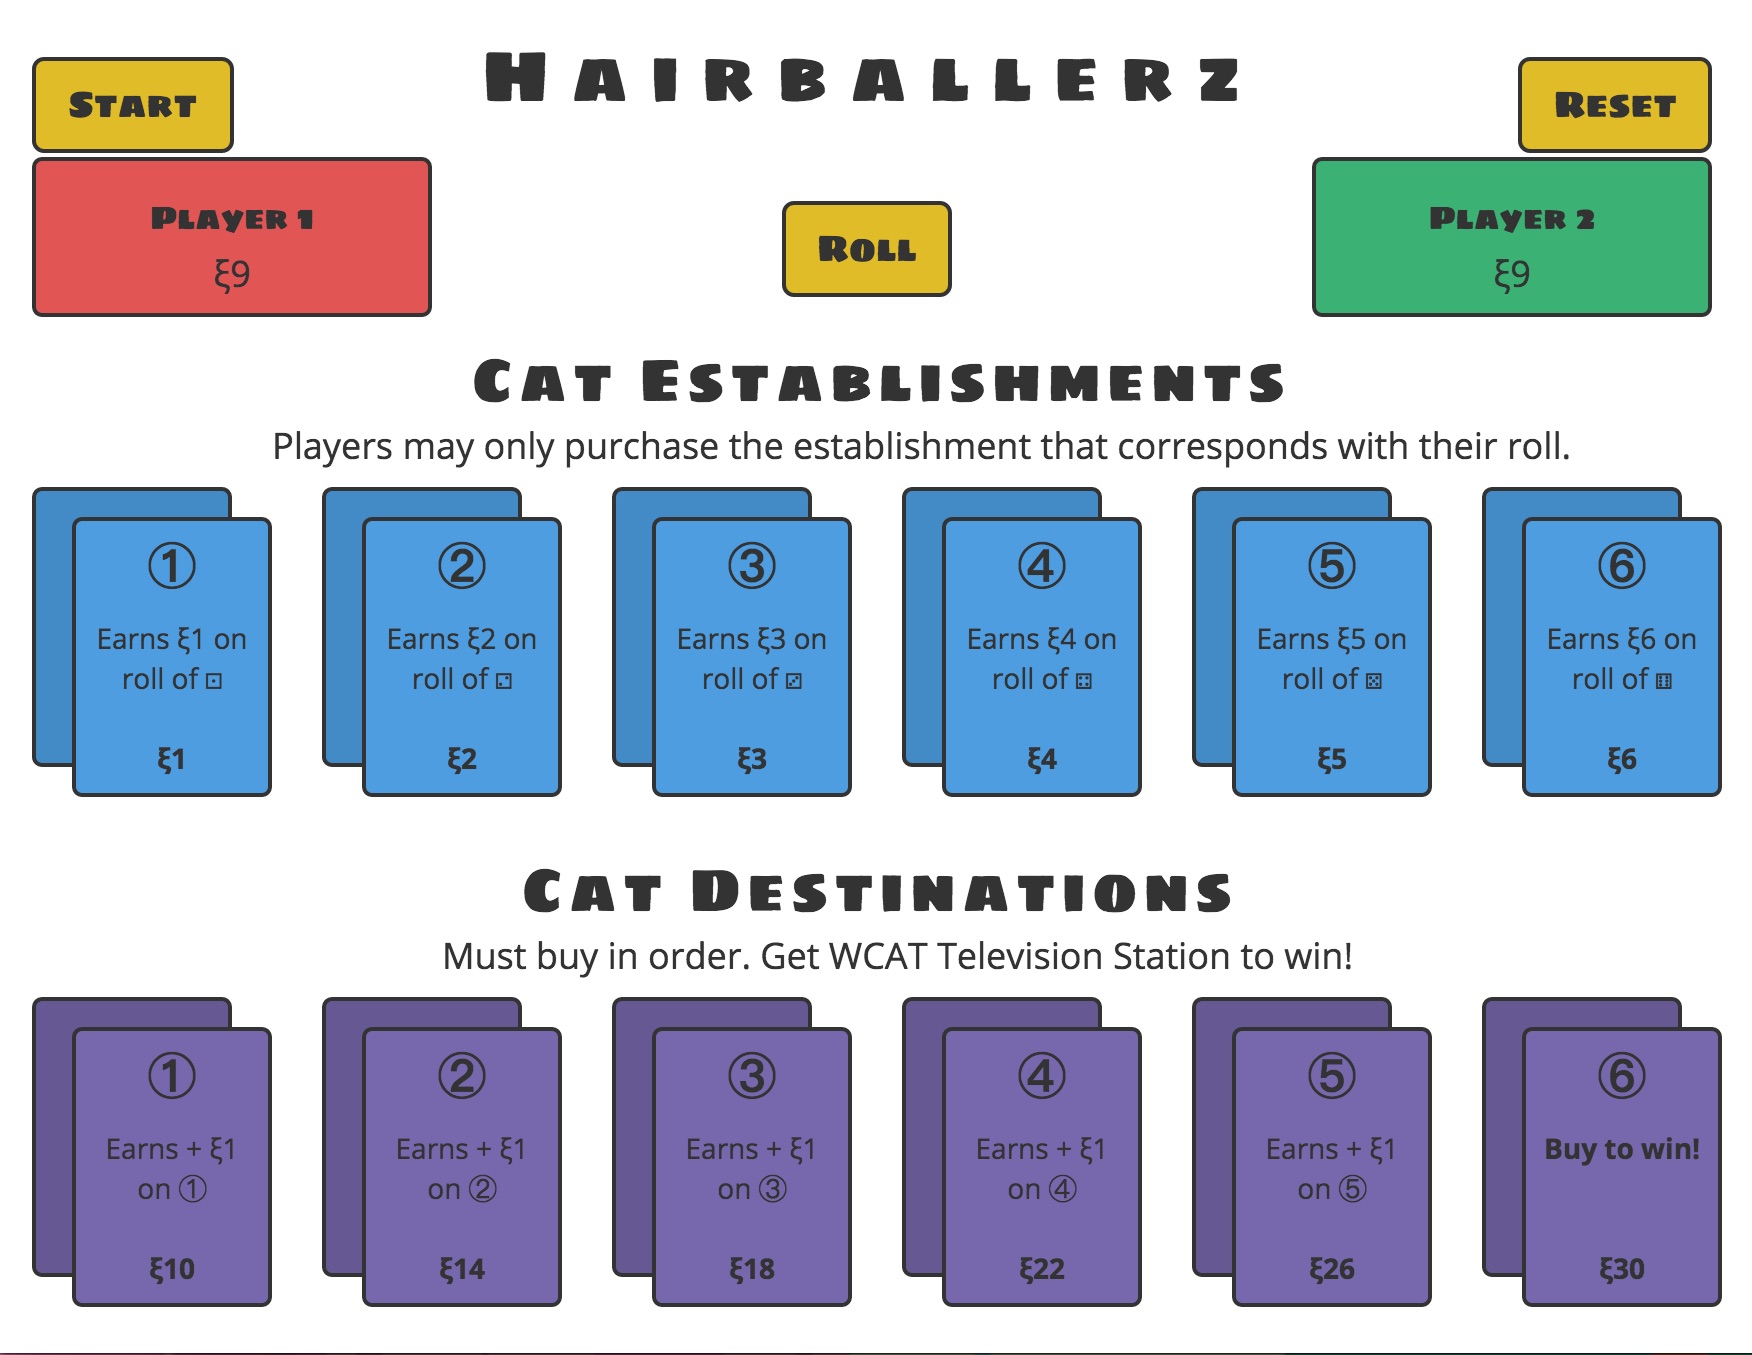 Hairballerz
Start
Reset
Player 1
ξ9
Roll
Player 2
ξ9
Cat Establishments
Players may only purchase the establishment that corresponds with their roll.
①
Earns ξ1 on
roll of ⚀
ξ1
②
Earns ξ2 on
roll of ⚁
ξ2
③
Earns ξ3 on
roll of ⚂
ξ3
④
Earns ξ4 on
roll of ⚃
ξ4
⑤
Earns ξ5 on
roll of ⚄
ξ5
⑥
Earns ξ6 on
roll of ⚅
ξ6
Cat Destinations
Must buy in order. Get WCAT Television Station to win!
①
Earns + ξ1
on ①
ξ10
②
Earns + ξ1
on ②
ξ14
③
Earns + ξ1
on ③
ξ18
④
Earns + ξ1
on ④
ξ22
⑤
Earns + ξ1
on ⑤
ξ26
⑥
Buy to win!
ξ30